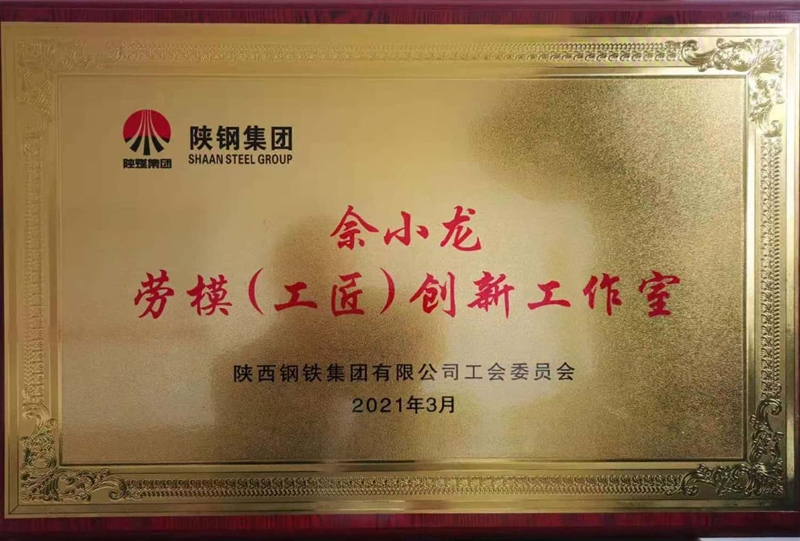 陕煤集团
陕钢集团
SHAAN STEEL GROUP
佘小龙
劳模(工匠)创新工作室
陕西钢铁集团有限公司工会委员会
2021年3月